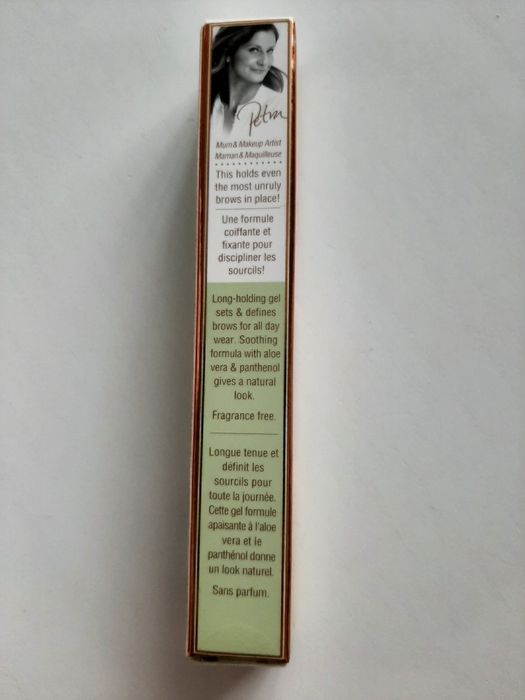 Petra
Mum & Makeup Artist
Maman & Maquilleuse
This holds even
the most unruly
brows in place!
Une formule
coiffante et
fixante pour
discipliner les
sourcils!
Long-holding gel
sets & defines
brows for all day
wear. Soothing
formula with aloe
vera & panthenol
gives a natural
look.
Fragrance free.
Longue tenue et
définit les
sourcils pour
toute la journée.
Cette gel formule
apaisante à l'aloe
vera et le
panthénol donne
un look naturel.
Sans parfum.